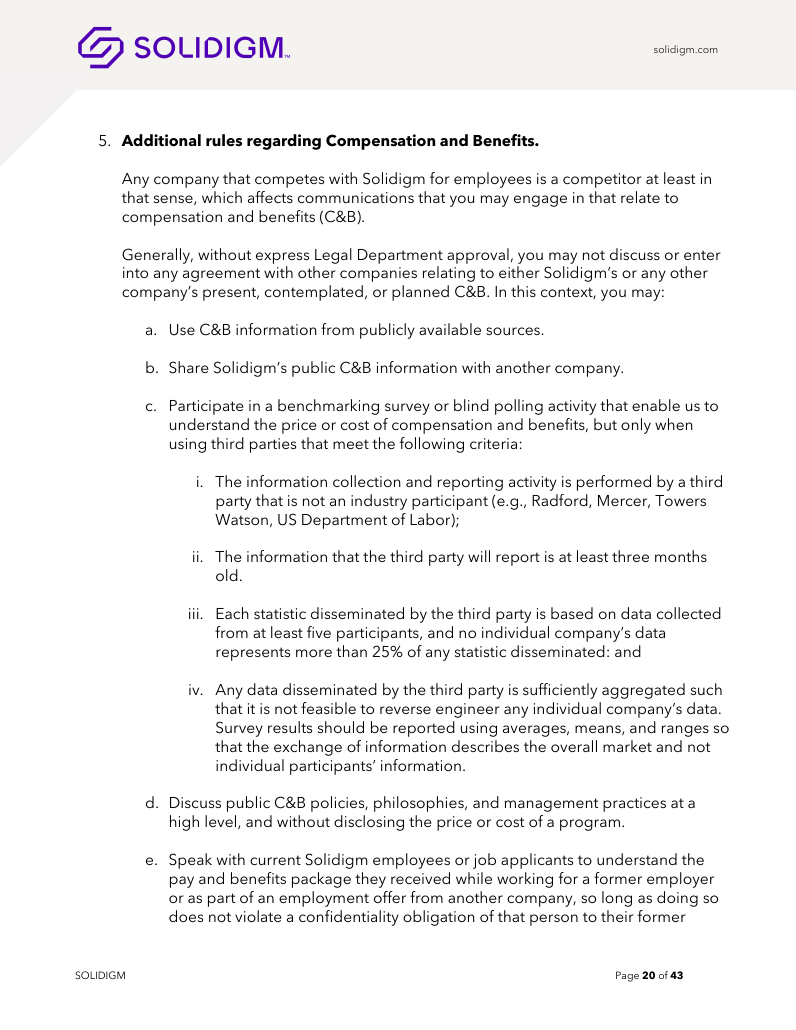 SOLIDIGM™
solidigm.com
5. Additional rules regarding Compensation and Benefits.
Any company that competes with Solidigm for employees is a competitor at least in
that sense, which affects communications that you may engage in that relate to
compensation and benefits (C&B).
Generally, without express Legal Department approval, you may not discuss or enter
into any agreement with other companies relating to either Solidigm’s or any other
company’s present, contemplated, or planned C&B. In this context, you may:
a. Use C&B information from publicly available sources.
b. Share Solidigm’s public C&B information with another company.
c. Participate in a benchmarking survey or blind polling activity that enable us to
understand the price or cost of compensation and benefits, but only when
using third parties that meet the following criteria:
i. The information collection and reporting activity is performed by a third
party that is not an industry participant (e.g., Radford, Mercer, Towers
Watson, US Department of Labor);
ii. The information that the third party will report is at least three months
old.
iii. Each statistic disseminated by the third party is based on data collected
from at least five participants, and no individual company’s data
represents more than 25% of any statistic disseminated: and
iv. Any data disseminated by the third party is sufficiently aggregated such
that it is not feasible to reverse engineer any individual company’s data.
Survey results should be reported using averages, means, and ranges so
that the exchange of information describes the overall market and not
individual participants’ information.
d. Discuss public C&B policies, philosophies, and management practices at a
high level, and without disclosing the price or cost of a program.
e. Speak with current Solidigm employees or job applicants to understand the
pay and benefits package they received while working for a former employer
or as part of an employment offer from another company, so long as doing so
does not violate a confidentiality obligation of that person to their former
SOLIDIGM
Page 20 of 43